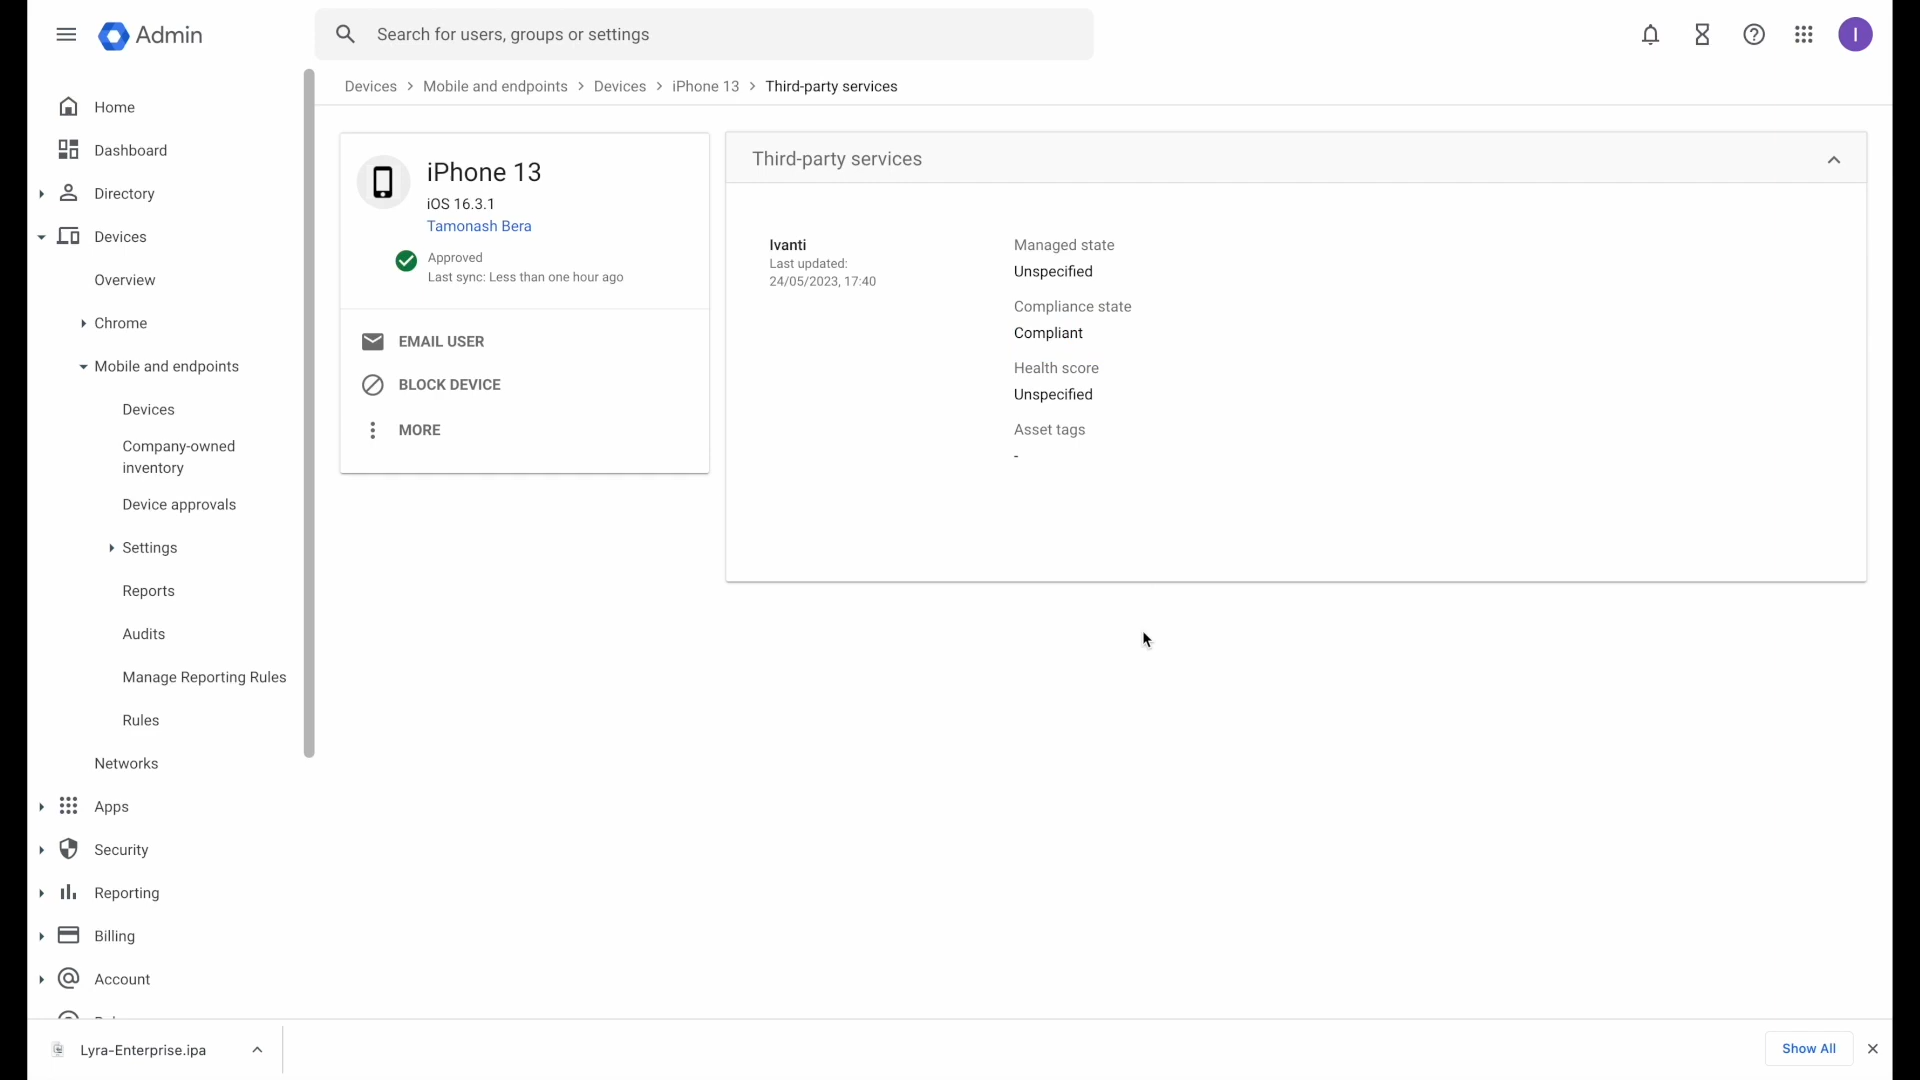 Admin
Search for users, groups or settings
I
Home
Dashboard
Directory
Devices
Overview
Chrome
Mobile and endpoints
Devices
Company-owned
inventory
Device approvals
Settings
Reports
Audits
Manage Reporting Rules
Rules
Networks
Apps
Security
Reporting
Billing
Account
Devices > Mobile and endpoints > Devices > iPhone 13 > Third-party services
iPhone 13
iOS 16.3.1
Tamonash Bera
Approved
Last sync: Less than one hour ago
EMAIL USER
BLOCK DEVICE
MORE
Third-party services
Ivanti
Last updated:
24/05/2023, 17:40
Managed state
Unspecified
Compliance state
Compliant
Health score
Unspecified
Asset tags
-
Lyra-Enterprise.ipa
Show All